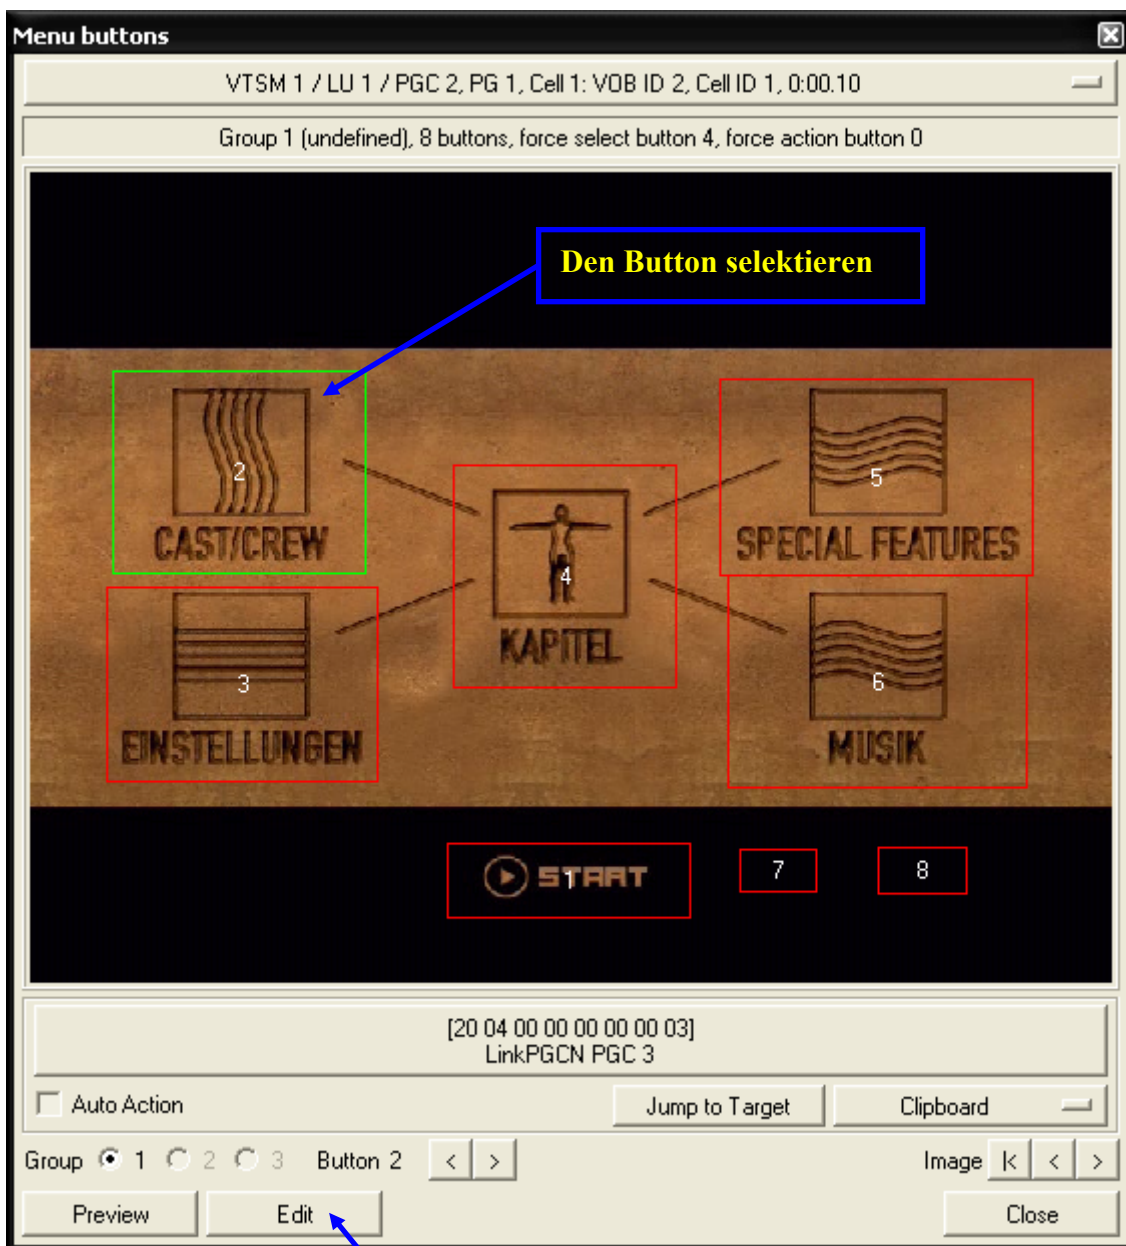 Menu buttons
VTSM 1 / LU 1 / PGC 2, PG 1, Cell 1: VOB ID 2, Cell ID 1, 0:00.10
Group 1 (undefined), 8 buttons, force select button 4, force action button 0
Den Button selektieren
2
CAST/CREW
5
SPECIAL FEATURES
4
KAPITEL
3
EINSTELLUNGEN
6
MUSIK
START
1
7
8
[20 04 00 00 00 00 00 03]
LinkPGCN PGC 3
Auto Action
Jump to Target
Clipboard
Group 1 2 3 Button 2 < >
Image |< < >
Preview
Edit
Close